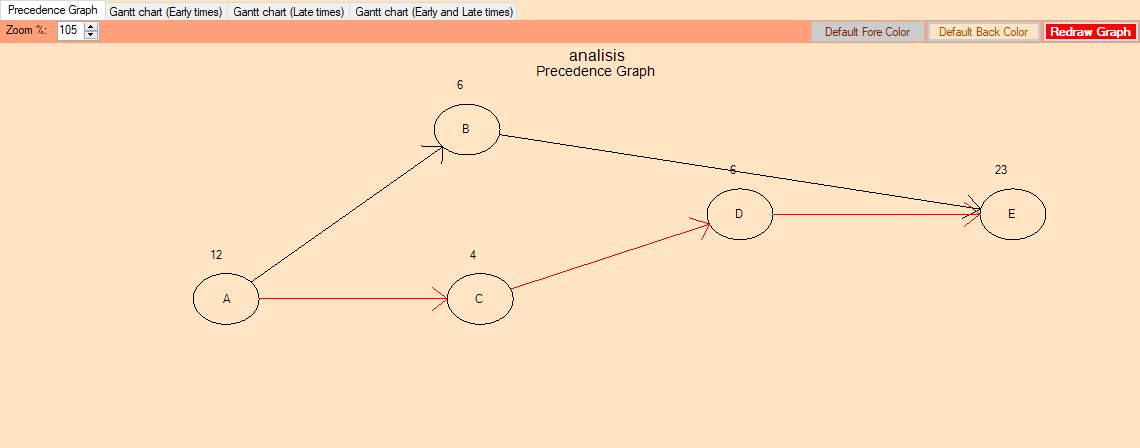 Precedence Graph
Gantt chart (Early times)
Gantt chart (Late times)
Gantt chart (Early and Late times)
Zoom %:
105
Default Fore Color
Default Back Color
Redraw Graph
analisis
Precedence Graph
6
B
6
23
D
E
12
4
A
C